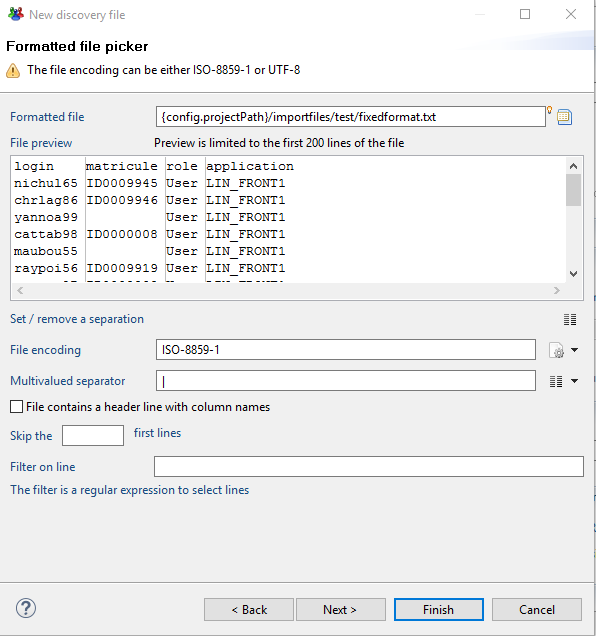 New discovery file
Formatted file picker
The file encoding can be either ISO-8859-1 or UTF-8
Formatted file {config.projectPath}/importfiles/test/fixedformat.txt
File preview Preview is limited to the first 200 lines of the file
login matricule role application
nichul65 ID0009945 User LIN_FRONT1
chrlag86 ID0009946 User LIN_FRONT1
yannoa99 User LIN_FRONT1
cattab98 ID0000008 User LIN_FRONT1
maubou55 User LIN_FRONT1
raypoi56 ID0009919 User LIN_FRONT1
Set / remove a separation
File encoding ISO-8859-1
Multivalued separator |
File contains a header line with column names
Skip the first lines
Filter on line
The filter is a regular expression to select lines
? < Back Next > Finish Cancel